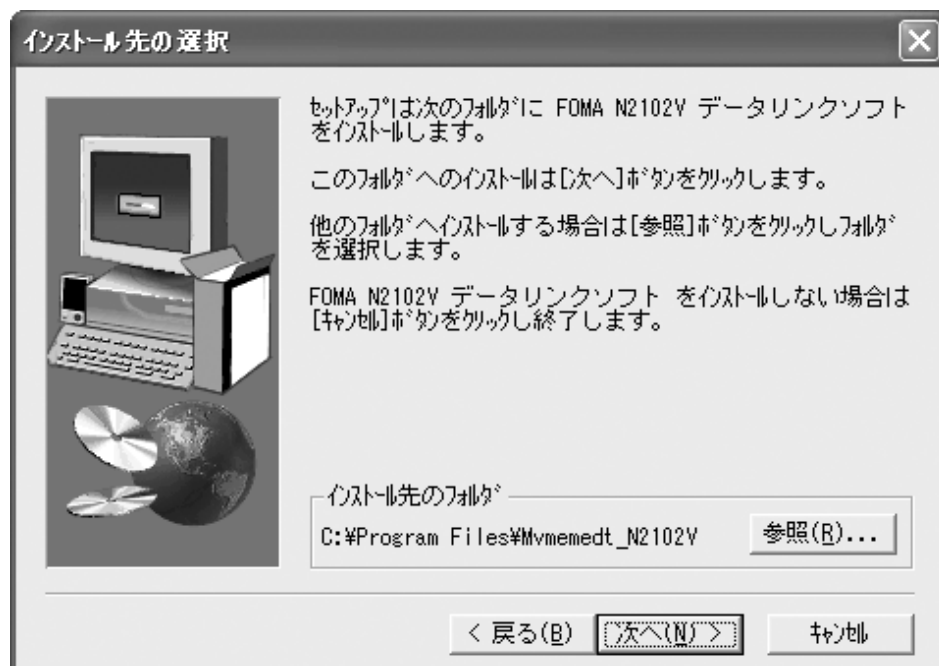 インストール先の選択
ｾｯﾄｱｯﾌﾟは次のﾌｫﾙﾀﾞに FOMA N2102V データリンクソフト
をｲﾝｽﾄｰﾙします。
このﾌｫﾙﾀﾞへのｲﾝｽﾄｰﾙは[次へ]ﾎﾞﾀﾝをｸﾘｯｸします。
他のﾌｫﾙﾀﾞへｲﾝｽﾄｰﾙする場合は[参照]ﾎﾞﾀﾝをｸﾘｯｸしﾌｫﾙﾀﾞ
を選択します。
FOMA N2102V データリンクソフト をｲﾝｽﾄｰﾙしない場合は
[ｷｬﾝｾﾙ]ﾎﾞﾀﾝをｸﾘｯｸし終了します。
ｲﾝｽﾄｰﾙ先のﾌｫﾙﾀﾞ
C:¥Program Files¥Mvmemedt_N2102V
参照(R)...
< 戻る(B)
次へ(N) >
ｷｬﾝｾﾙ